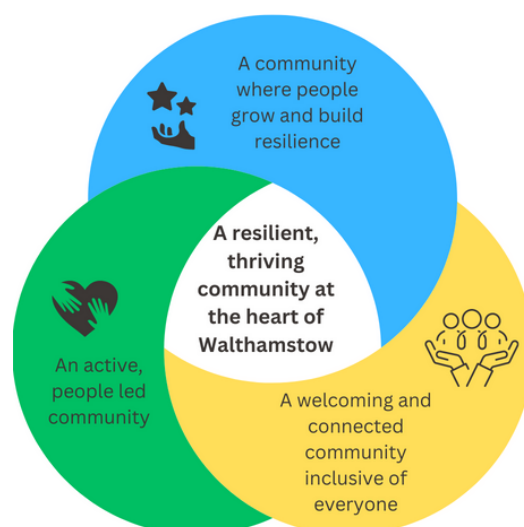 A community
where people
grow and build
resilience
A resilient,
thriving
community at
the heart of
Walthamstow
An active,
people led
community
A welcoming and
connected
community
inclusive of
everyone